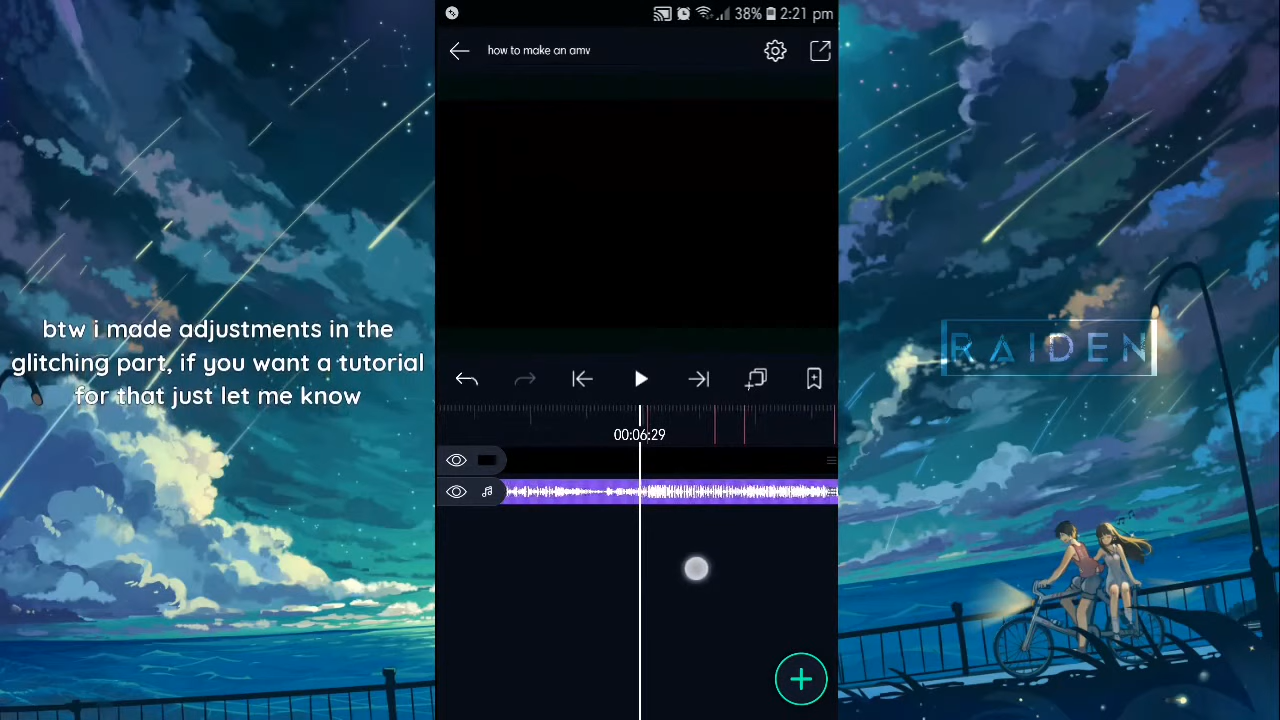 38% 2:21 pm
how to make an amv
btw i made adjustments in the
glitching part, if you want a tutorial
for that just let me know
RAIDEN
00:06:29